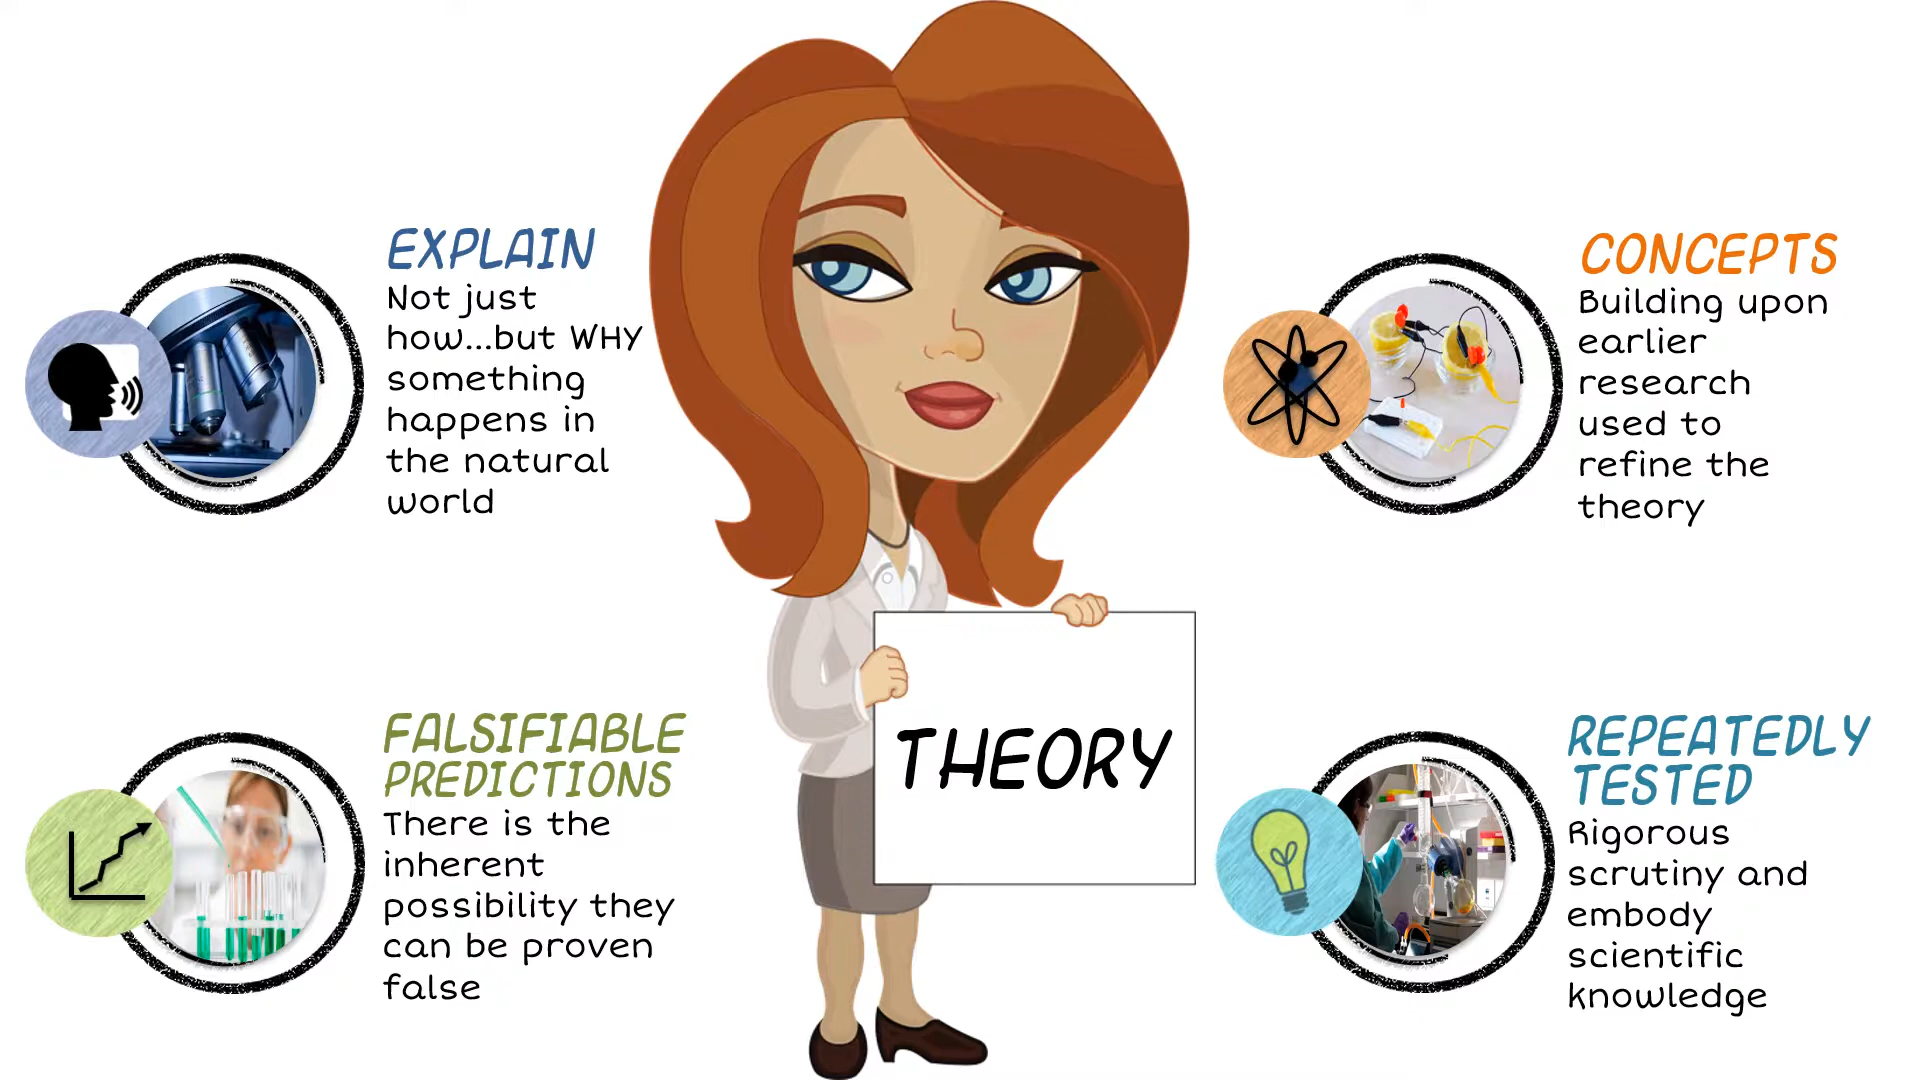 EXPLAIN
Not just
how...but WHY
something
happens in
the natural
world
CONCEPTS
Building upon
earlier
research
used to
refine the
theory
FALSIFIABLE
PREDICTIONS
There is the
inherent
possibility they
can be proven
false
THEORY
REPEATEDLY
TESTED
Rigorous
scrutiny and
embody
scientific
knowledge